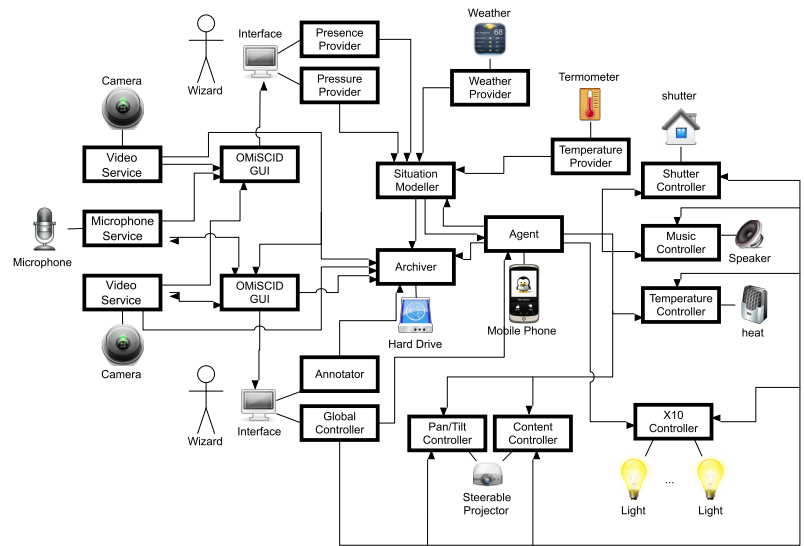 Weather
68
Wizard
Interface
Presence
Provider
Pressure
Provider
Weather
Provider
Termometer
shutter
Camera
Video
Service
OMiSCID
GUI
Situation
Modeller
Temperature
Provider
Shutter
Controller
Microphone
Microphone
Service
Agent
Music
Controller
Speaker
Video
Service
OMiSCID
GUI
Archiver
Hard Drive
Mobile Phone
Temperature
Controller
heat
Camera
Wizard
Interface
Annotator
Global
Controller
Pan/Tilt
Controller
Content
Controller
X10
Controller
Steerable
Projector
Light
...
Light